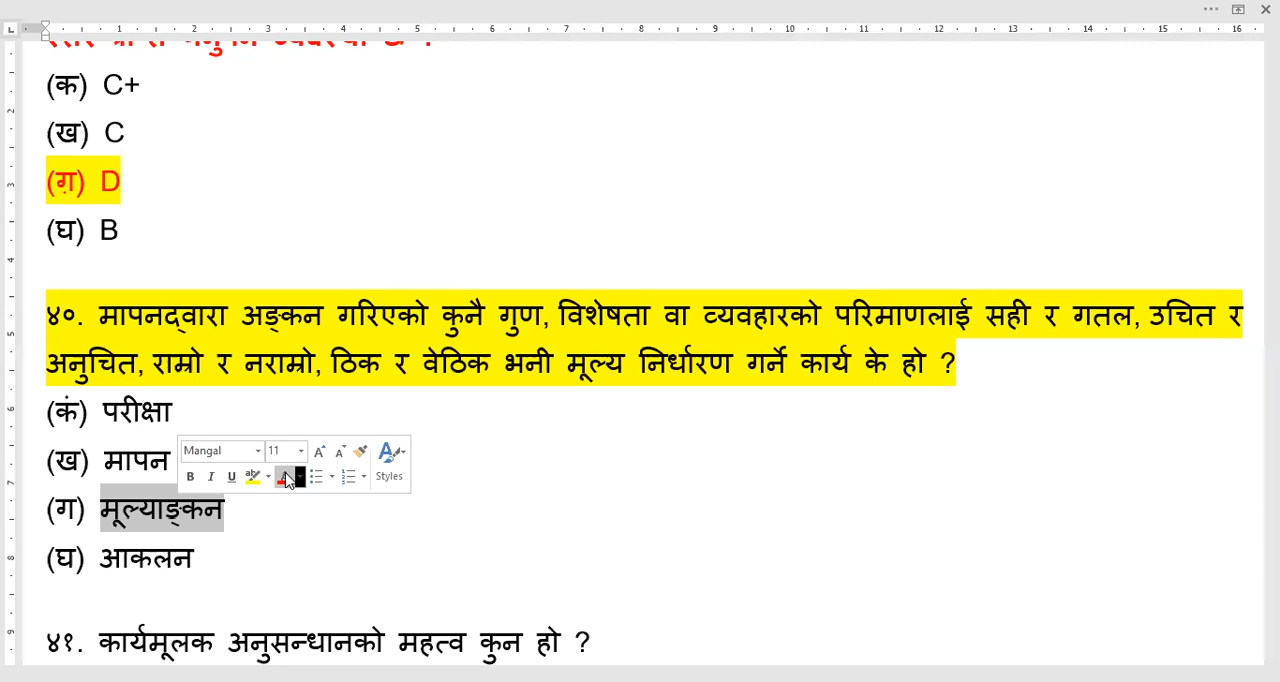 (क) C+
(ख) C
(ग़) D
(घ) B
४०. मापनद्वारा अङ्कन गरिएको कुनै गुण, विशेषता वा व्यवहारको परिमाणलाई सही र गतल, उचित र
अनुचित, राम्रो र नराम्रो, ठिक र वेठिक भनी मूल्य निर्धारण गर्ने कार्य के हो ?
(कं) परीक्षा
(ख) मापन
Mangal 11
B I U Styles
(ग) मूल्याङ्कन
(घ) आकलन
४१. कार्यमूलक अनुसन्धानको महत्व कुन हो ?